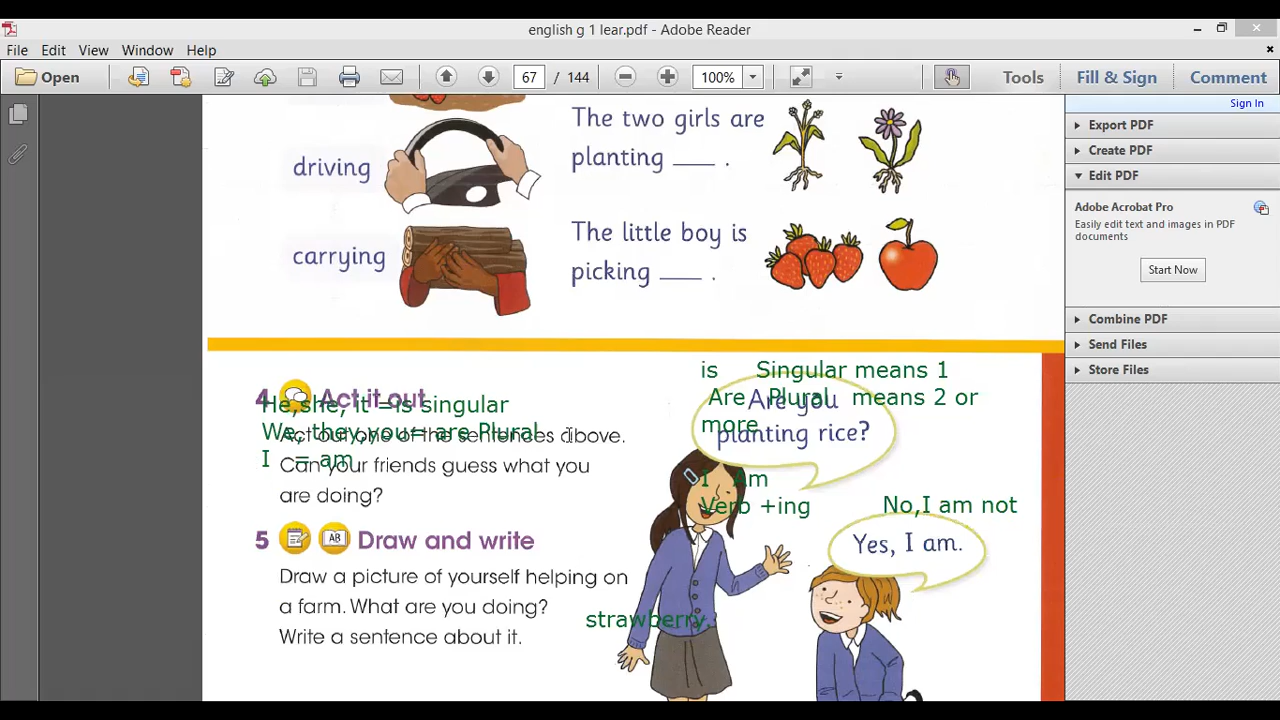 english g 1 lear.pdf - Adobe Reader
File Edit View Window Help
Open 67 / 144 100% Tools Fill & Sign Comment
Sign In
Export PDF
Create PDF
Edit PDF
Adobe Acrobat Pro
Easily edit text and images in PDF
documents
Start Now
Combine PDF
Send Files
Store Files
driving
carrying
The two girls are
planting ____ .
The little boy is
picking ____ .
4 Act it out
He,she, it =is singular
We, they,you= are Plural
I = am
Act out one of the sentences above.
Can your friends guess what you
are doing?
5 AB Draw and write
Draw a picture of yourself helping on
a farm. What are you doing?
Write a sentence about it.
is Singular means 1
Are Plural means 2 or
more
Are you
planting rice?
I Am
Verb +ing
No,I am not
Yes, I am.
strawberry.